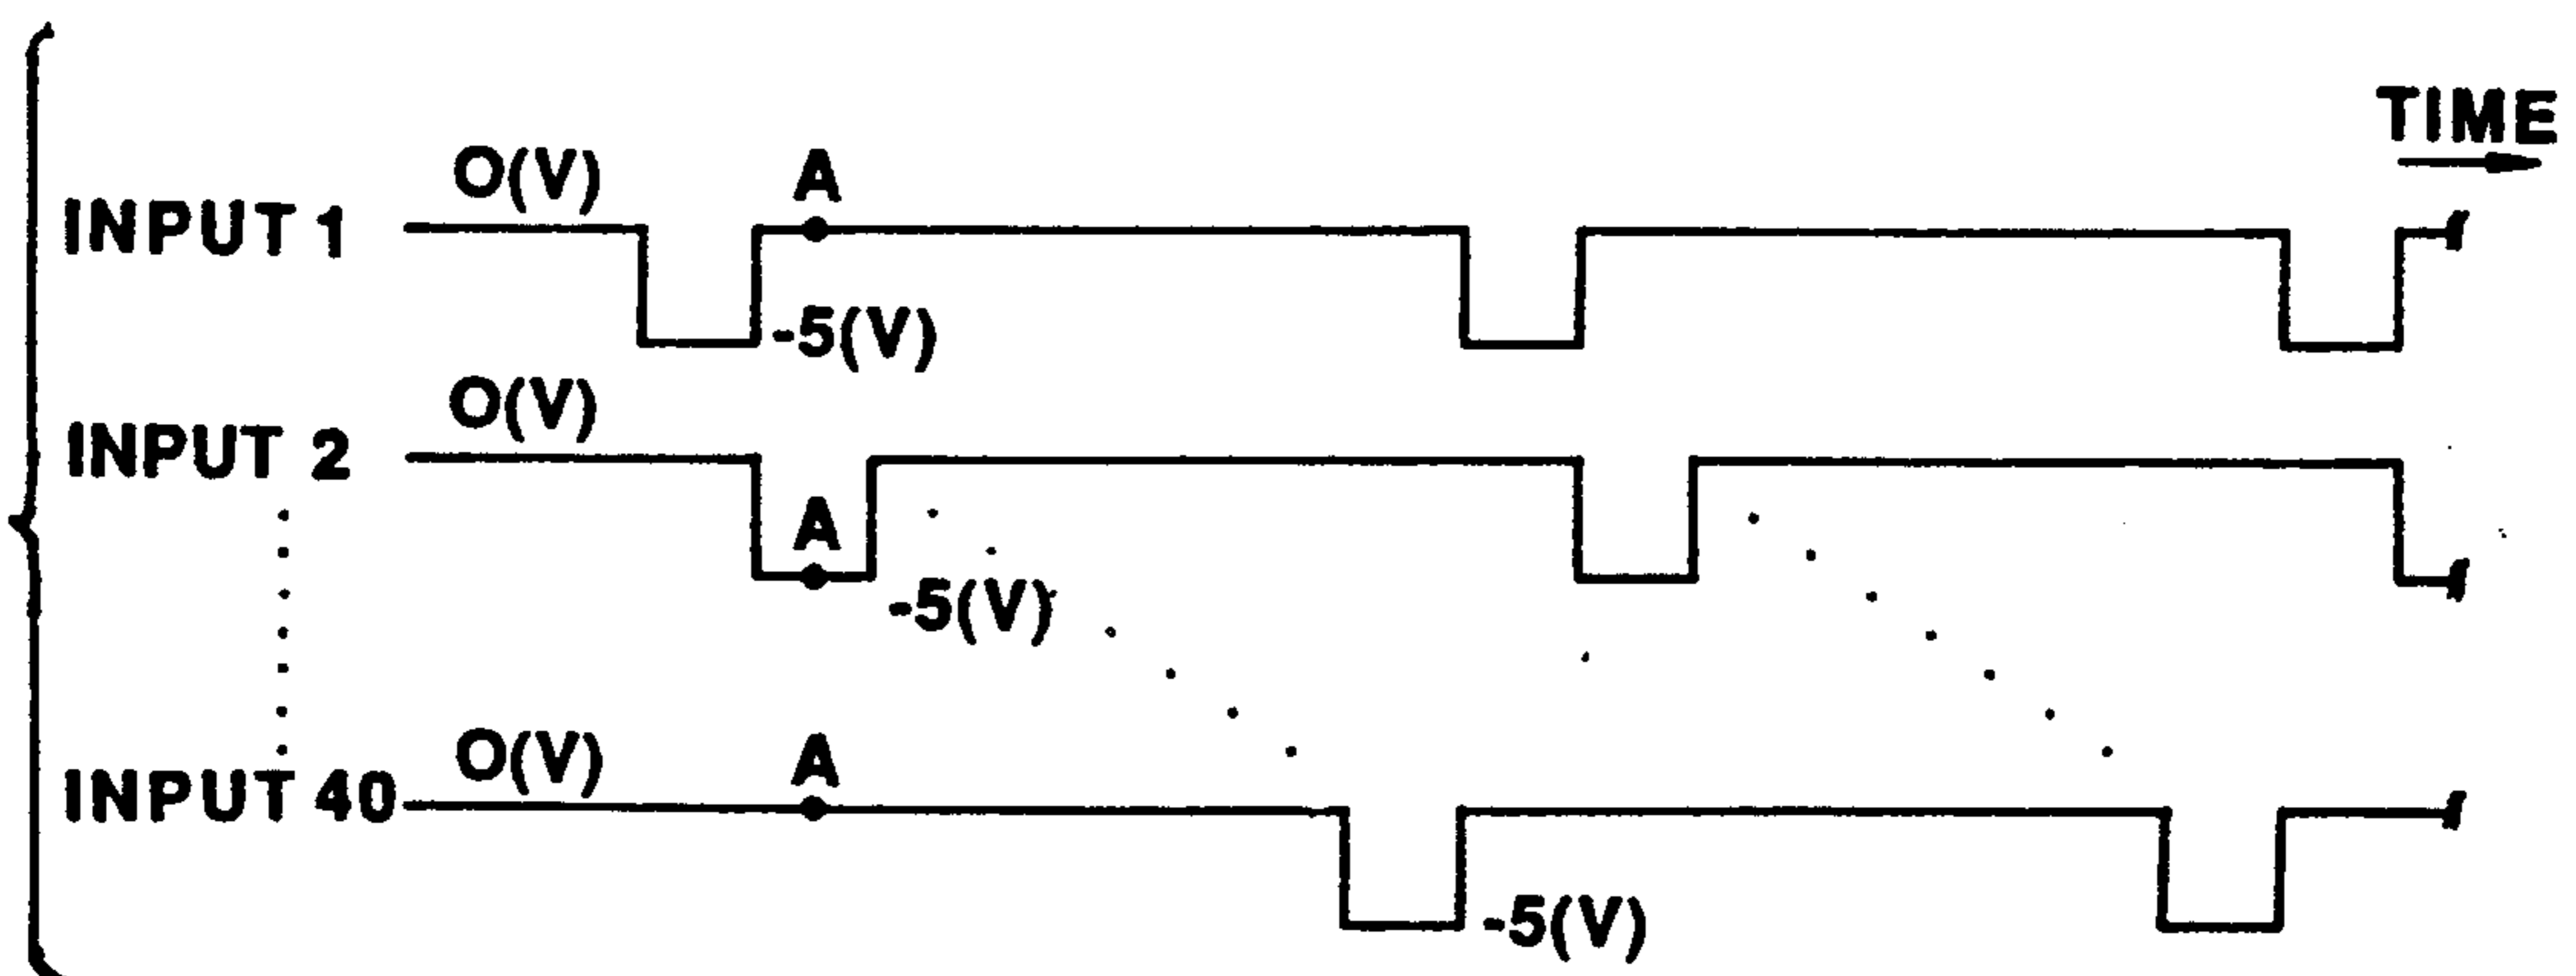 TIME
O(V) A
INPUT 1
-5(V)
O(V)
INPUT 2
A
-5(V)
O(V) A
INPUT 40
-5(V)